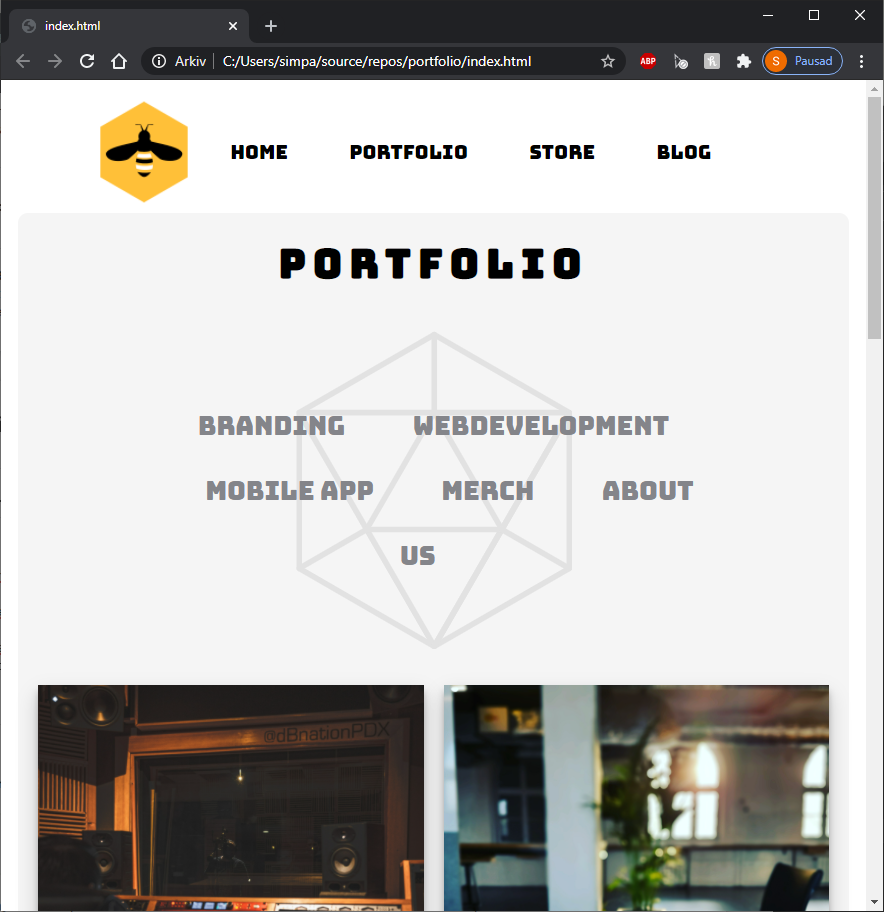 index.html
Arkiv
C:/Users/simpa/source/repos/portfolio/index.html
ABP
S
Pausad
HOME PORTFOLIO STORE BLOG
PORTFOLIO
BRANDING WEBDEVELOPMENT
MOBILE APP MERCH ABOUT
US
@dBnationPDX